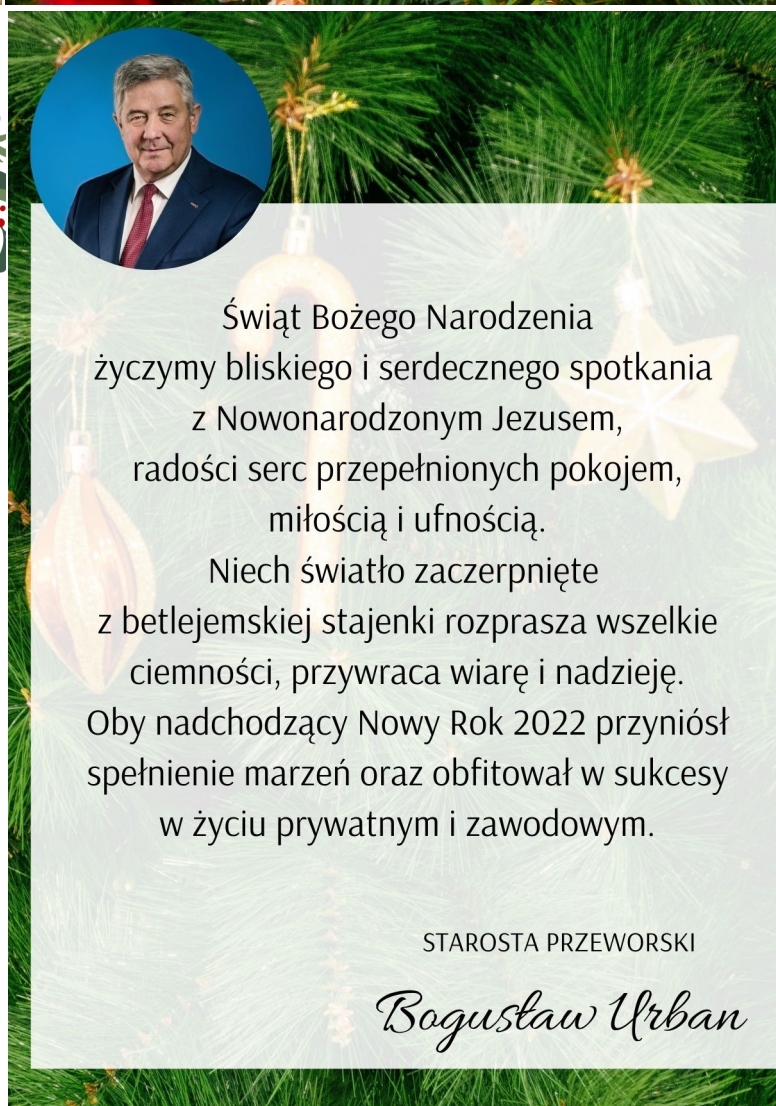 Świąt Bożego Narodzenia
życzymy bliskiego i serdecznego spotkania
z Nowonarodzonym Jezusem,
radości serc przepełnionych pokojem,
miłością i ufnością.
Niech światło zaczerpnięte
z betlejemskiej stajenki rozprasza wszelkie
ciemności, przywraca wiarę i nadzieję.
Oby nadchodzący Nowy Rok 2022 przyniósł
spełnienie marzeń oraz obfitował w sukcesy
w życiu prywatnym i zawodowym.
STAROSTA PRZEWORSKI
Bogusław Urban